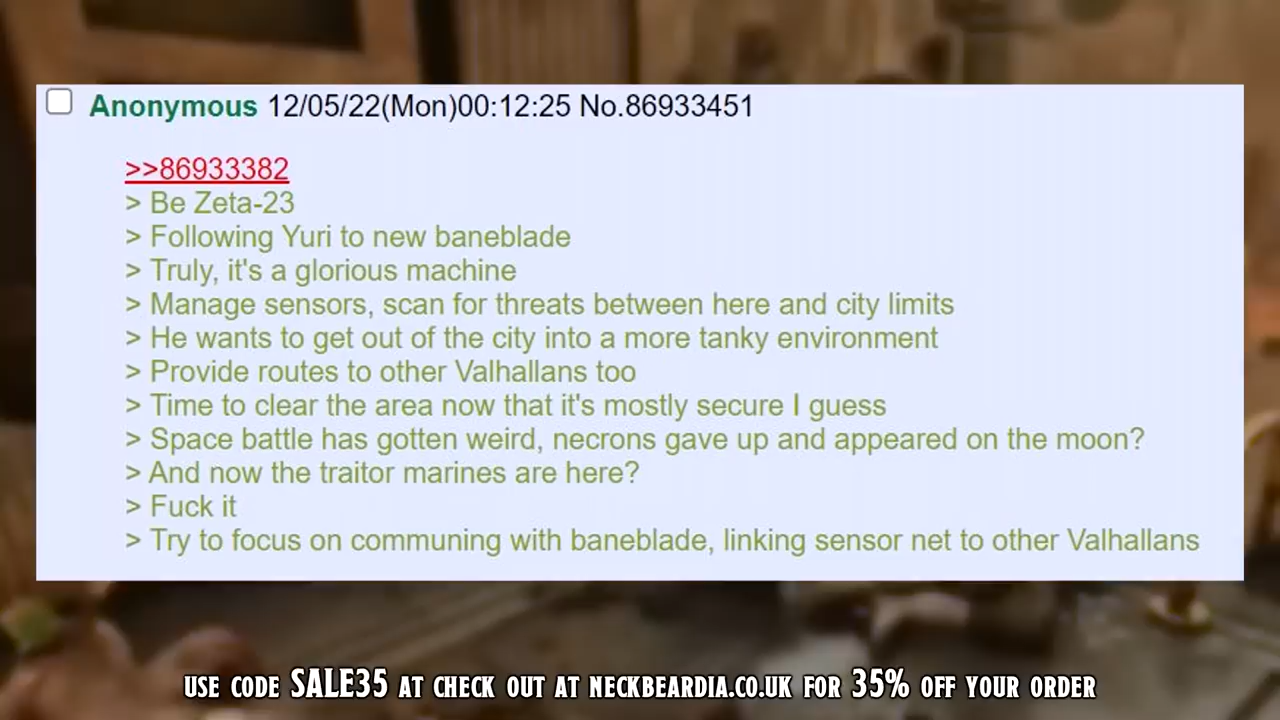 Anonymous 12/05/22(Mon)00:12:25 No.86933451
>>86933382
> Be Zeta-23
> Following Yuri to new baneblade
> Truly, it's a glorious machine
> Manage sensors, scan for threats between here and city limits
> He wants to get out of the city into a more tanky environment
> Provide routes to other Valhallans too
> Time to clear the area now that it's mostly secure I guess
> Space battle has gotten weird, necrons gave up and appeared on the moon?
> And now the traitor marines are here?
> Fuck it
> Try to focus on communing with baneblade, linking sensor net to other Valhallans
USE CODE SALE35 AT CHECK OUT AT NECKBEARDIA.CO.UK FOR 35% OFF YOUR ORDER